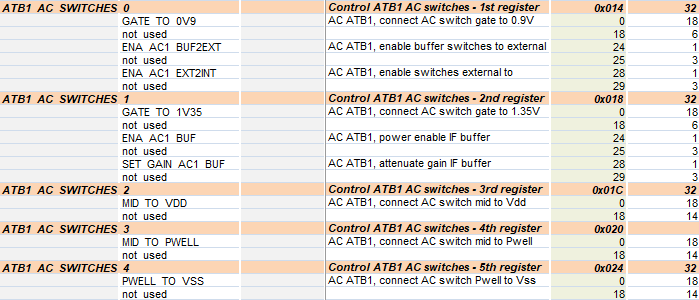 ATB1 AC SWITCHES 0 Control ATB1 AC switches - 1st register 0x014 32
GATE TO 0V9 AC ATB1, connect AC switch gate to 0.9V 0 18
not used 18 6
ENA AC1 BUF2EXT AC ATB1, enable buffer switches to external 24 1
not used 25 3
ENA AC1 EXT2INT AC ATB1, enable switches external to 28 1
not used 29 3
ATB1 AC SWITCHES 1 Control ATB1 AC switches - 2nd register 0x018 32
GATE TO 1V35 AC ATB1, connect AC switch gate to 1.35V 0 18
not used 18 6
ENA AC1 BUF AC ATB1, power enable IF buffer 24 1
not used 25 3
SET GAIN AC1 BUF AC ATB1, attenuate gain IF buffer 28 1
not used 29 3
ATB1 AC SWITCHES 2 Control ATB1 AC switches - 3rd register 0x01C 32
MID TO VDD AC ATB1, connect AC switch mid to Vdd 0 18
not used 18 14
ATB1 AC SWITCHES 3 Control ATB1 AC switches - 4th register 0x020 32
MID TO PWELL AC ATB1, connect AC switch mid to Pwell 0 18
not used 18 14
ATB1 AC SWITCHES 4 Control ATB1 AC switches - 5th register 0x024 32
PWELL TO VSS AC ATB1, connect AC switch Pwell to Vss 0 18
not used 18 14